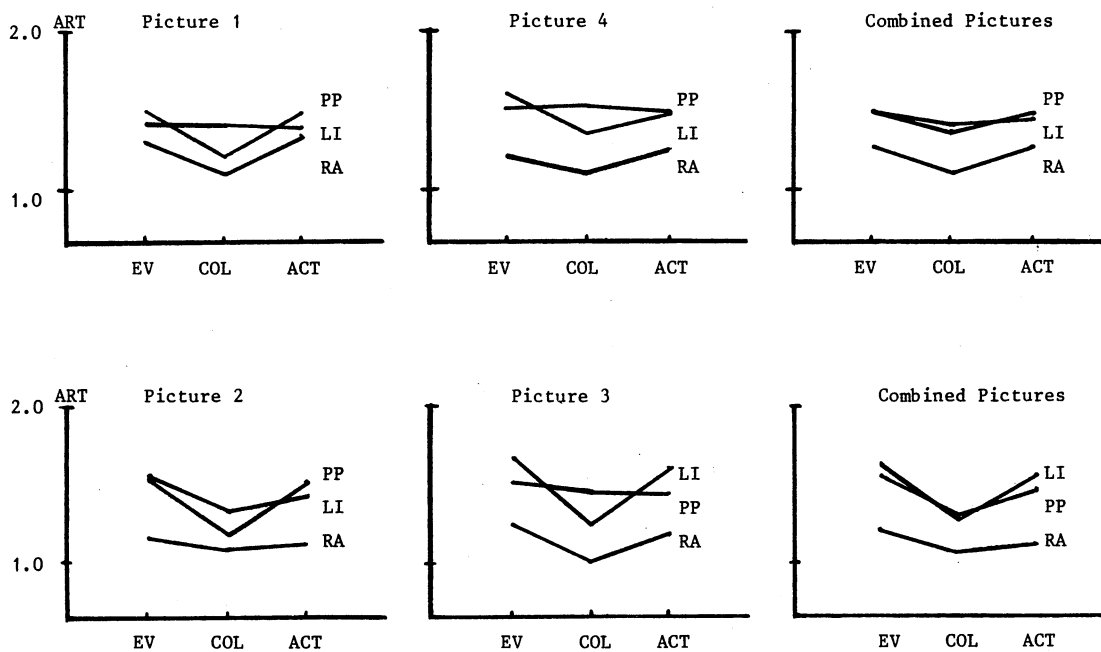 ART Picture 1 Picture 4 Combined Pictures
2.0
PP PP PP
LI LI LI
RA RA RA
1.0
EV COL ACT EV COL ACT EV COL ACT
ART Picture 2 Picture 3 Combined Pictures
2.0
PP LI LI
LI PP PP
RA RA RA
1.0
EV COL ACT EV COL ACT EV COL ACT